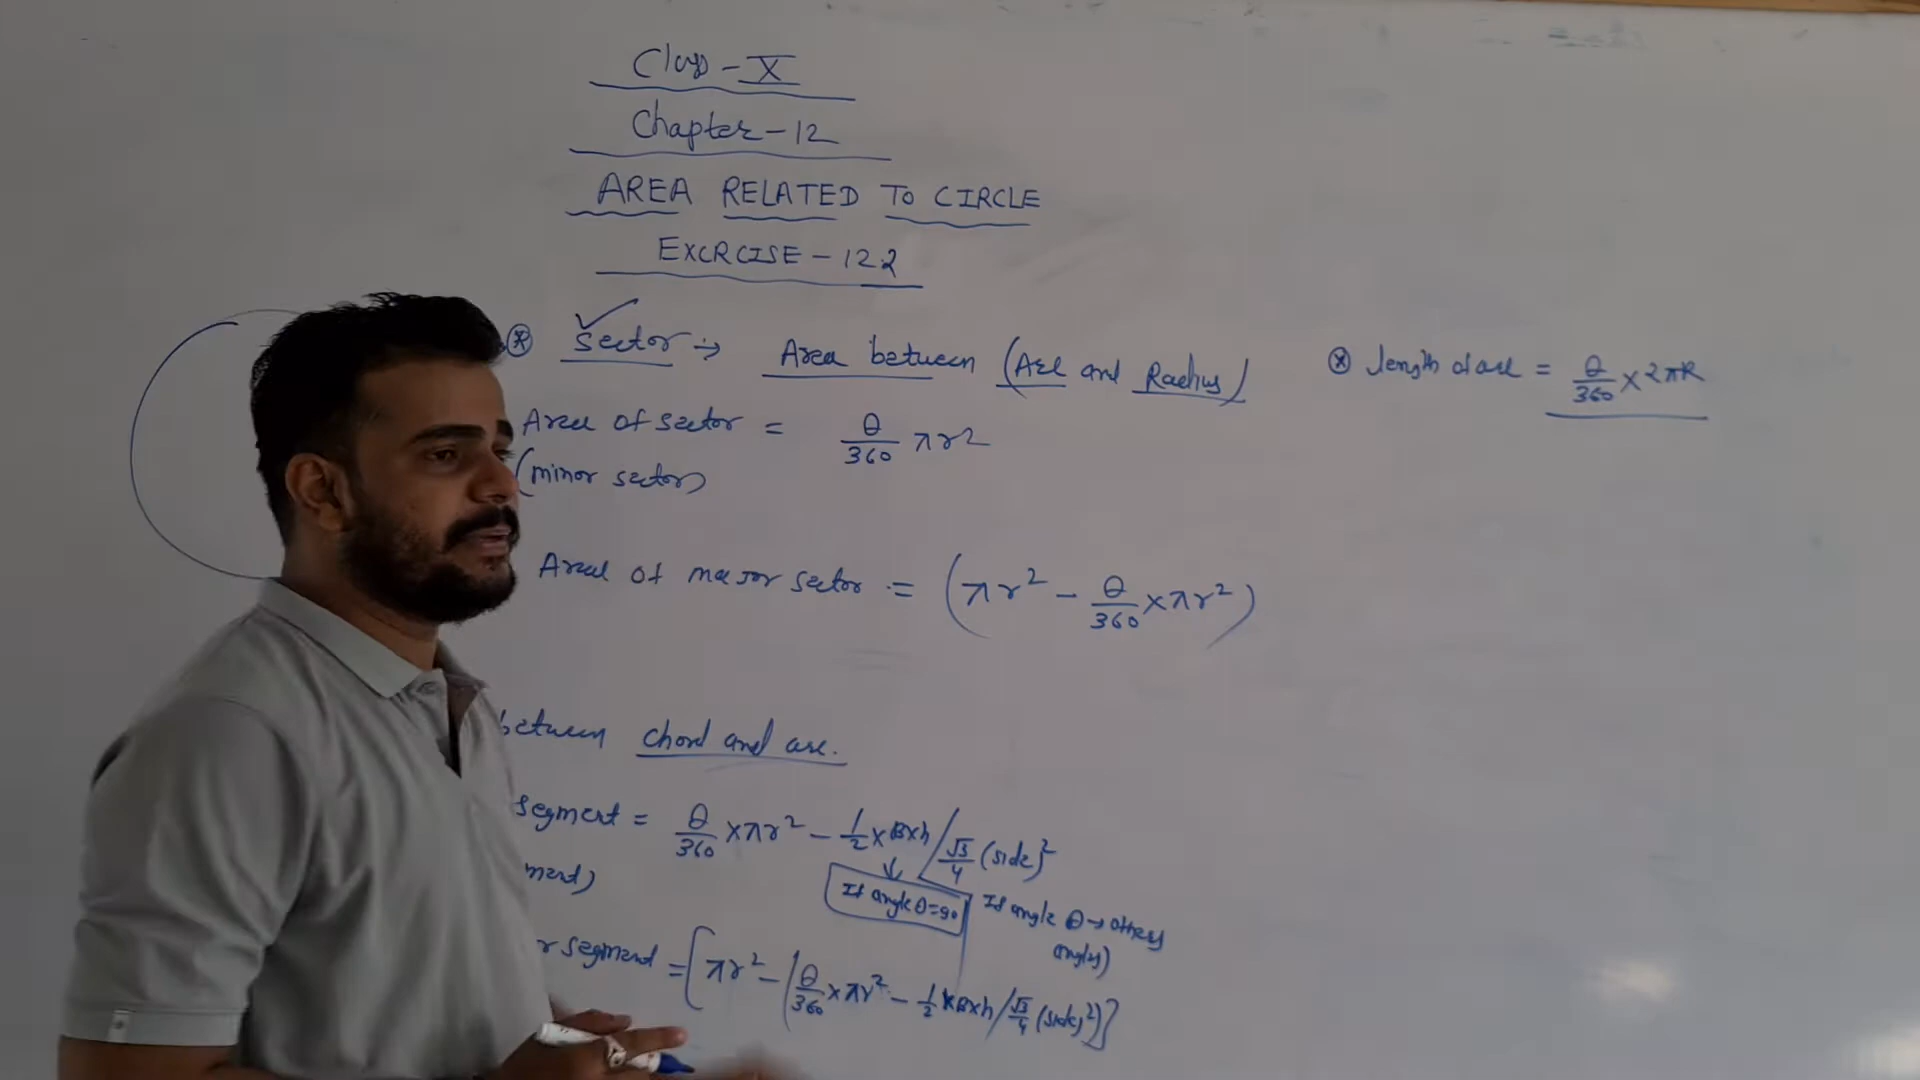 Class - X
Chapter - 12
AREA RELATED TO CIRCLE
EXCRCISE - 12.2
⊛ Sector → Area between (Arc and Radius)
Area of sector = θ/360 πr²
(minor sector)
Area of major sector = (πr² - θ/360 × πr²)
⊛ length of arc = θ/360 × 2πR
between chord and arc.
segment = θ/360 × πr² - 1/2 × B×h / √3/4 (side)²
ment)
If angle θ=90
If angle θ → others
angles)
r segment = [πr² - (θ/360 × πr² - 1/2 × B×h / √3/4 (side)²)]